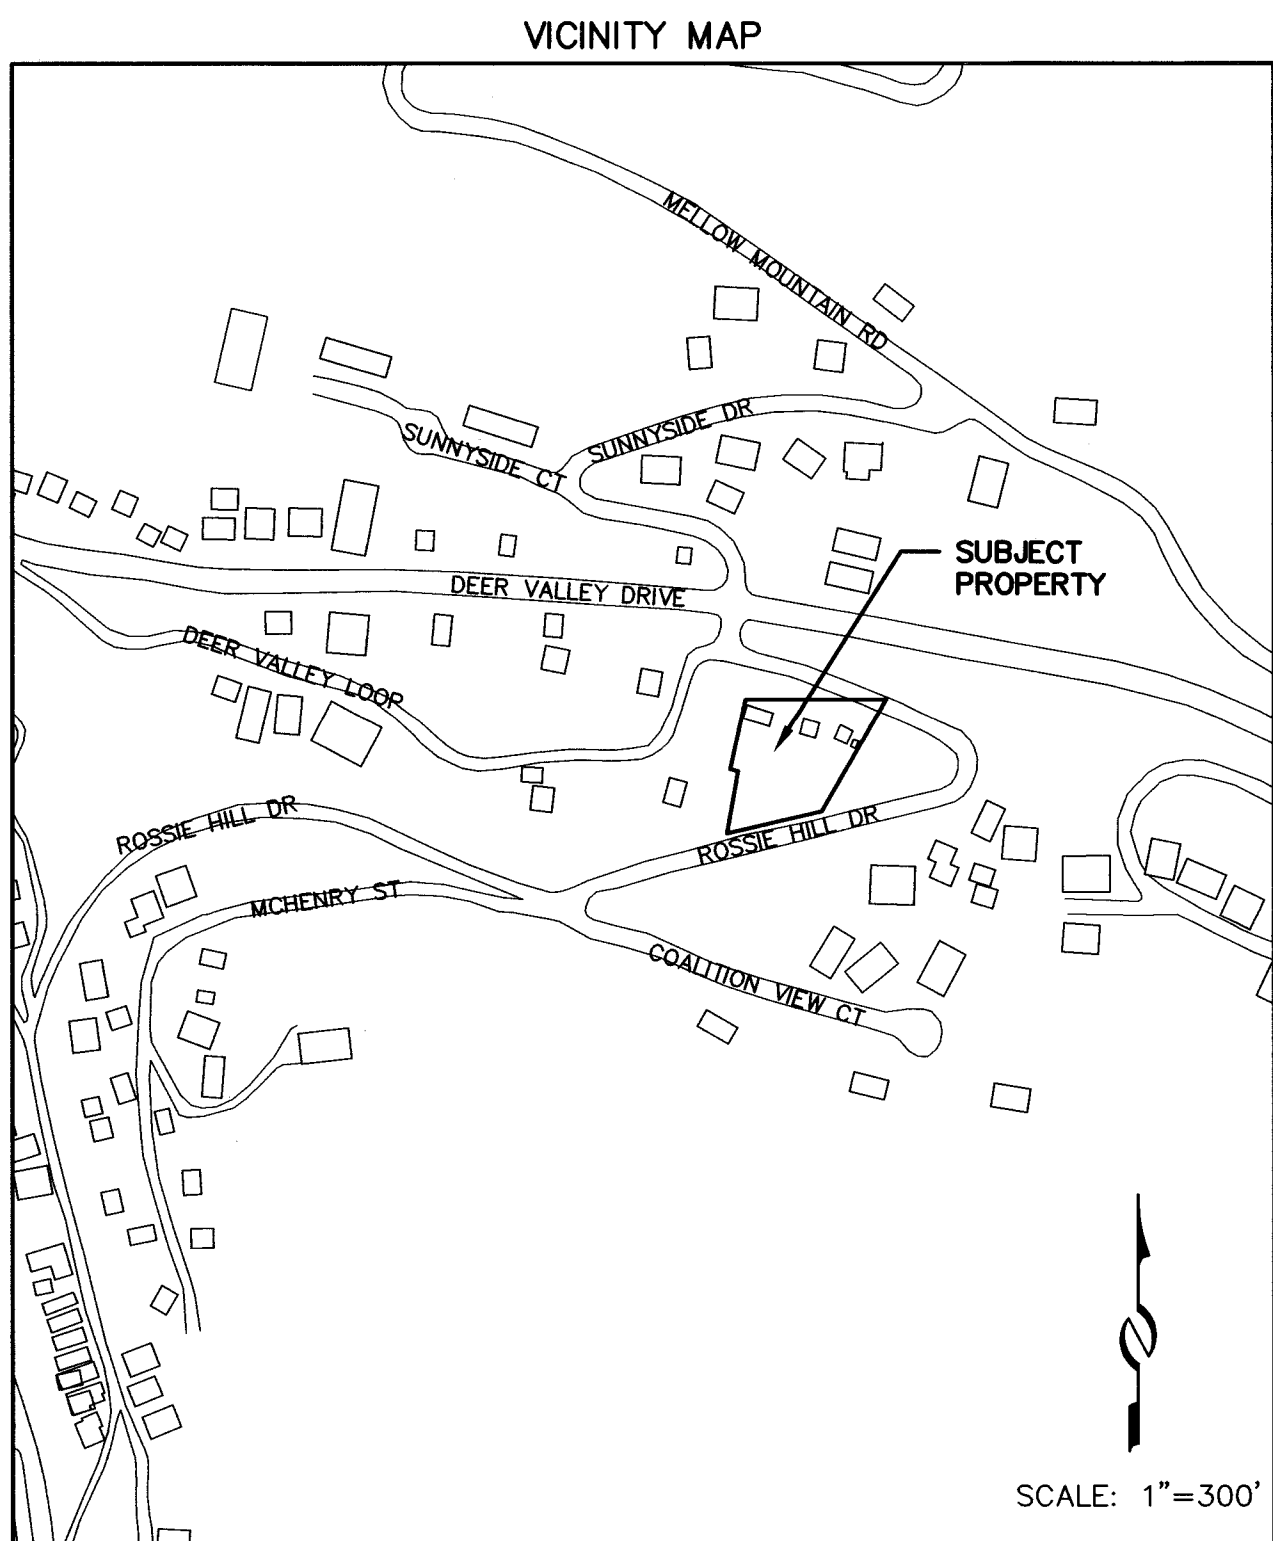 VICINITY MAP
MELLOW MOUNTAIN RD
SUNNYSIDE DR
SUNNYSIDE CT
SUBJECT
PROPERTY
DEER VALLEY DRIVE
DEER VALLEY LOOP
ROSSIE HILL DR
ROSSIE HILL DR
MCHENRY ST
COALITION VIEW CT
SCALE: 1"=300'